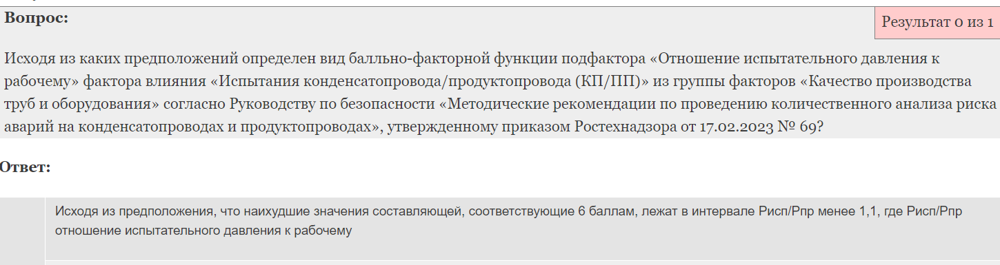 Вопрос:
Результат 0 из 1
Исходя из каких предположений определен вид балльно-факторной функции подфактора «Отношение испытательного давления к
рабочему» фактора влияния «Испытания конденсатопровода/продуктопровода (КП/ПП)» из группы факторов «Качество производства
труб и оборудования» согласно Руководству по безопасности «Методические рекомендации по проведению количественного анализа риска
аварий на конденсатопроводах и продуктопроводах», утвержденному приказом Ростехнадзора от 17.02.2023 № 69?
Ответ:
Исходя из предположения, что наихудшие значения составляющей, соответствующие 6 баллам, лежат в интервале Рисп/Рпр менее 1,1, где Рисп/Рпр
отношение испытательного давления к рабочему